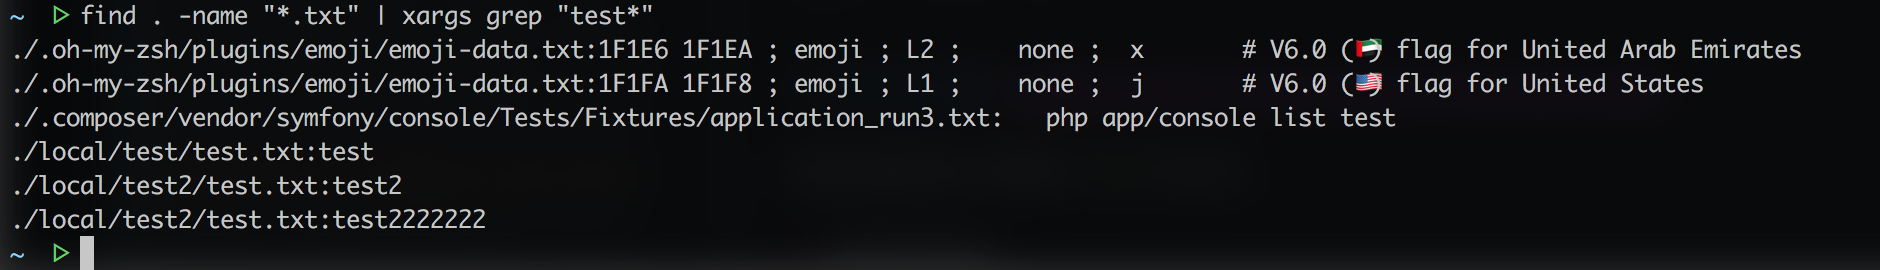 ~ ▷ find . -name "*.txt" | xargs grep "test*"
./.oh-my-zsh/plugins/emoji/emoji-data.txt:1F1E6 1F1EA ; emoji ; L2 ;    none ;  x       # V6.0 (🇦🇪) flag for United Arab Emirates
./.oh-my-zsh/plugins/emoji/emoji-data.txt:1F1FA 1F1F8 ; emoji ; L1 ;    none ;  j       # V6.0 (🇺🇸) flag for United States
./.composer/vendor/symfony/console/Tests/Fixtures/application_run3.txt:   php app/console list test
./local/test/test.txt:test
./local/test2/test.txt:test2
./local/test2/test.txt:test2222222
~ ▷